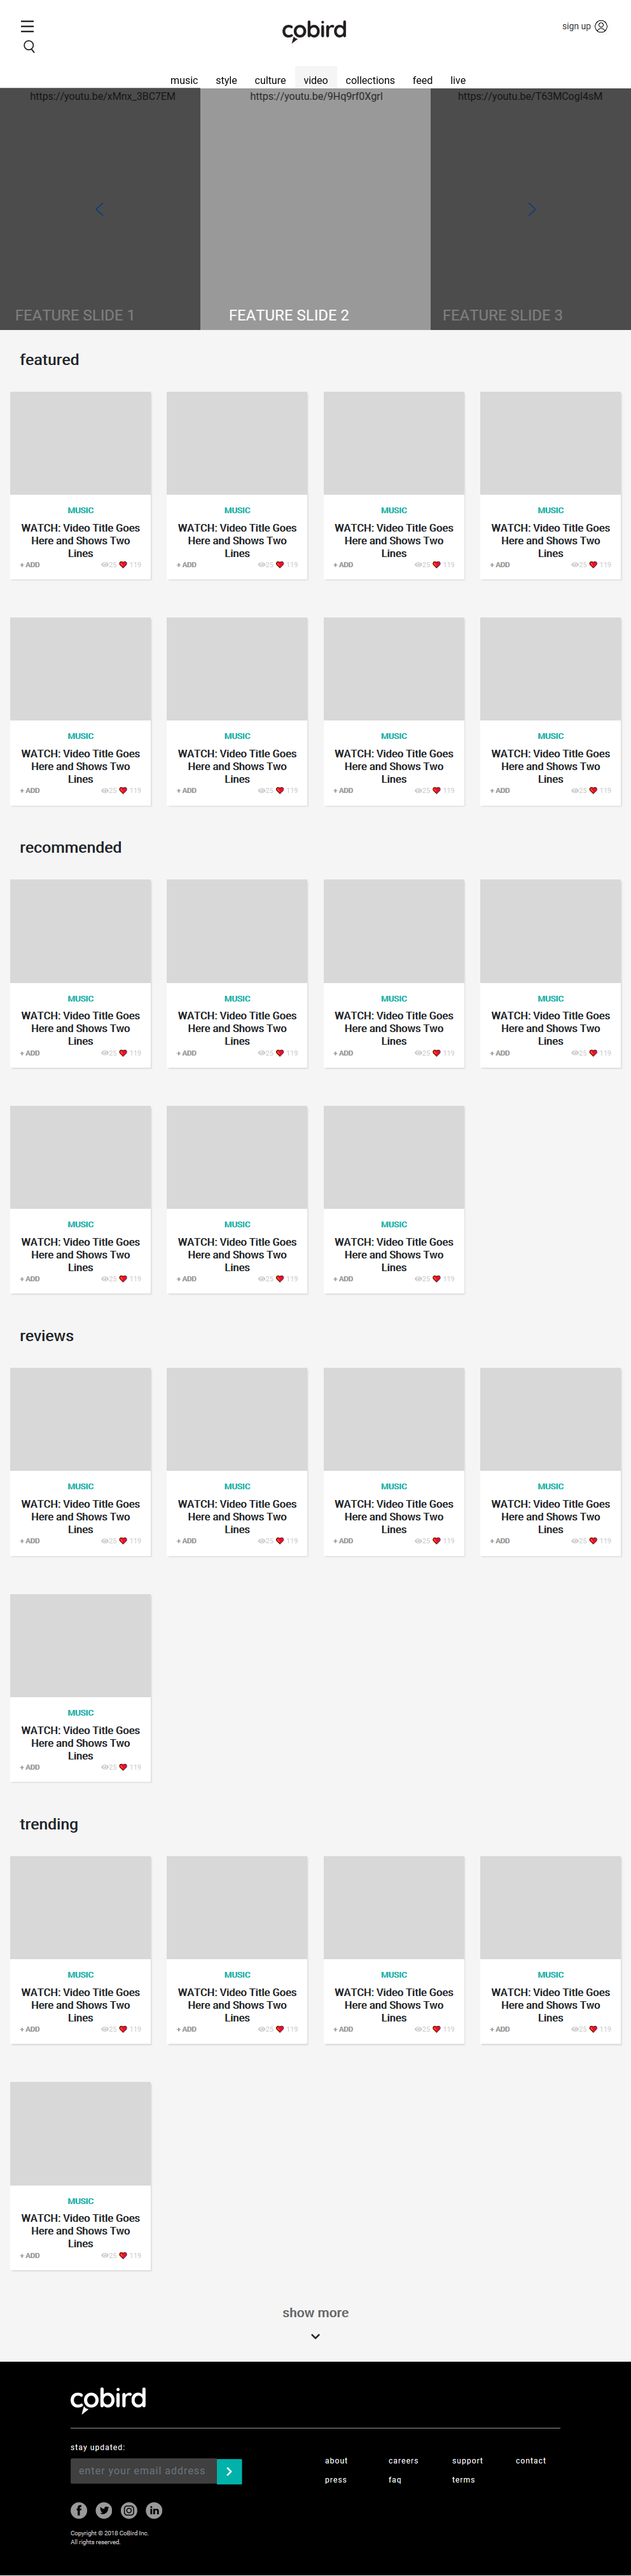 cobird
sign up
music style culture video collections feed live
https://youtu.be/xMnx_3BC7EM https://youtu.be/9Hq9rf0XgrI https://youtu.be/T63MCogI4sM
FEATURE SLIDE 1 FEATURE SLIDE 2 FEATURE SLIDE 3
featured
MUSIC MUSIC MUSIC MUSIC
WATCH: Video Title Goes WATCH: Video Title Goes WATCH: Video Title Goes WATCH: Video Title Goes
Here and Shows Two Here and Shows Two Here and Shows Two Here and Shows Two
Lines Lines Lines Lines
+ ADD 25 119 + ADD 25 119 + ADD 25 119 + ADD 25 119
MUSIC MUSIC MUSIC MUSIC
WATCH: Video Title Goes WATCH: Video Title Goes WATCH: Video Title Goes WATCH: Video Title Goes
Here and Shows Two Here and Shows Two Here and Shows Two Here and Shows Two
Lines Lines Lines Lines
+ ADD 25 119 + ADD 25 119 + ADD 25 119 + ADD 25 119
recommended
MUSIC MUSIC MUSIC MUSIC
WATCH: Video Title Goes WATCH: Video Title Goes WATCH: Video Title Goes WATCH: Video Title Goes
Here and Shows Two Here and Shows Two Here and Shows Two Here and Shows Two
Lines Lines Lines Lines
+ ADD 25 119 + ADD 25 119 + ADD 25 119 + ADD 25 119
MUSIC MUSIC MUSIC
WATCH: Video Title Goes WATCH: Video Title Goes WATCH: Video Title Goes
Here and Shows Two Here and Shows Two Here and Shows Two
Lines Lines Lines
+ ADD 25 119 + ADD 25 119 + ADD 25 119
reviews
MUSIC MUSIC MUSIC MUSIC
WATCH: Video Title Goes WATCH: Video Title Goes WATCH: Video Title Goes WATCH: Video Title Goes
Here and Shows Two Here and Shows Two Here and Shows Two Here and Shows Two
Lines Lines Lines Lines
+ ADD 25 119 + ADD 25 119 + ADD 25 119 + ADD 25 119
MUSIC
WATCH: Video Title Goes
Here and Shows Two
Lines
+ ADD 25 119
trending
MUSIC MUSIC MUSIC MUSIC
WATCH: Video Title Goes WATCH: Video Title Goes WATCH: Video Title Goes WATCH: Video Title Goes
Here and Shows Two Here and Shows Two Here and Shows Two Here and Shows Two
Lines Lines Lines Lines
+ ADD 25 119 + ADD 25 119 + ADD 25 119 + ADD 25 119
MUSIC
WATCH: Video Title Goes
Here and Shows Two
Lines
+ ADD 25 119
show more
cobird
stay updated:
enter your email address
about careers support contact
press faq terms
Copyright © 2018 CoBird Inc.
All rights reserved.